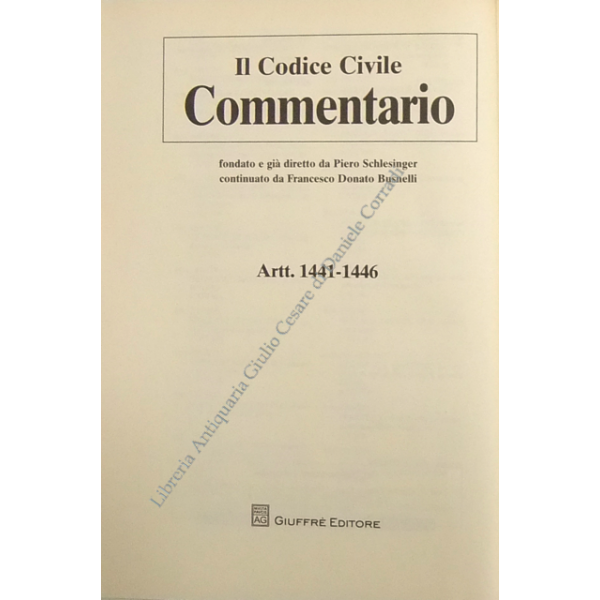 Il Codice Civile
Commentario
fondato e già diretto da Piero Schlesinger
continuato da Francesco Donato Busnelli
Artt. 1441-1446
Libreria Antiquaria Giulio Cesare di Daniele Corradi
AG GIUFFRÈ EDITORE